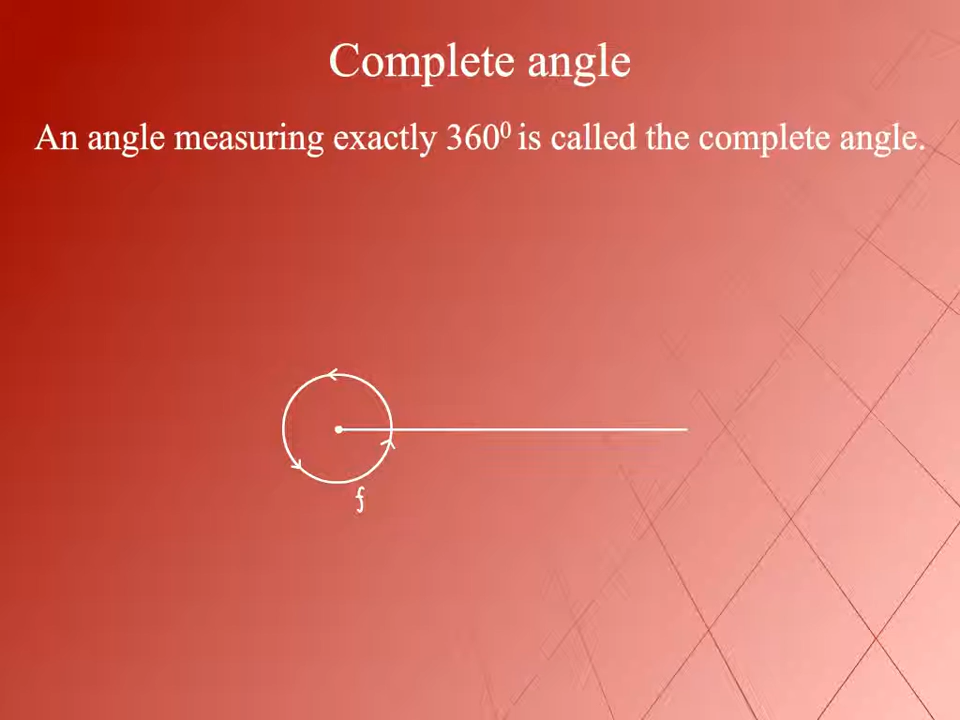 Complete angle
An angle measuring exactly 360⁰ is called the complete angle.
f